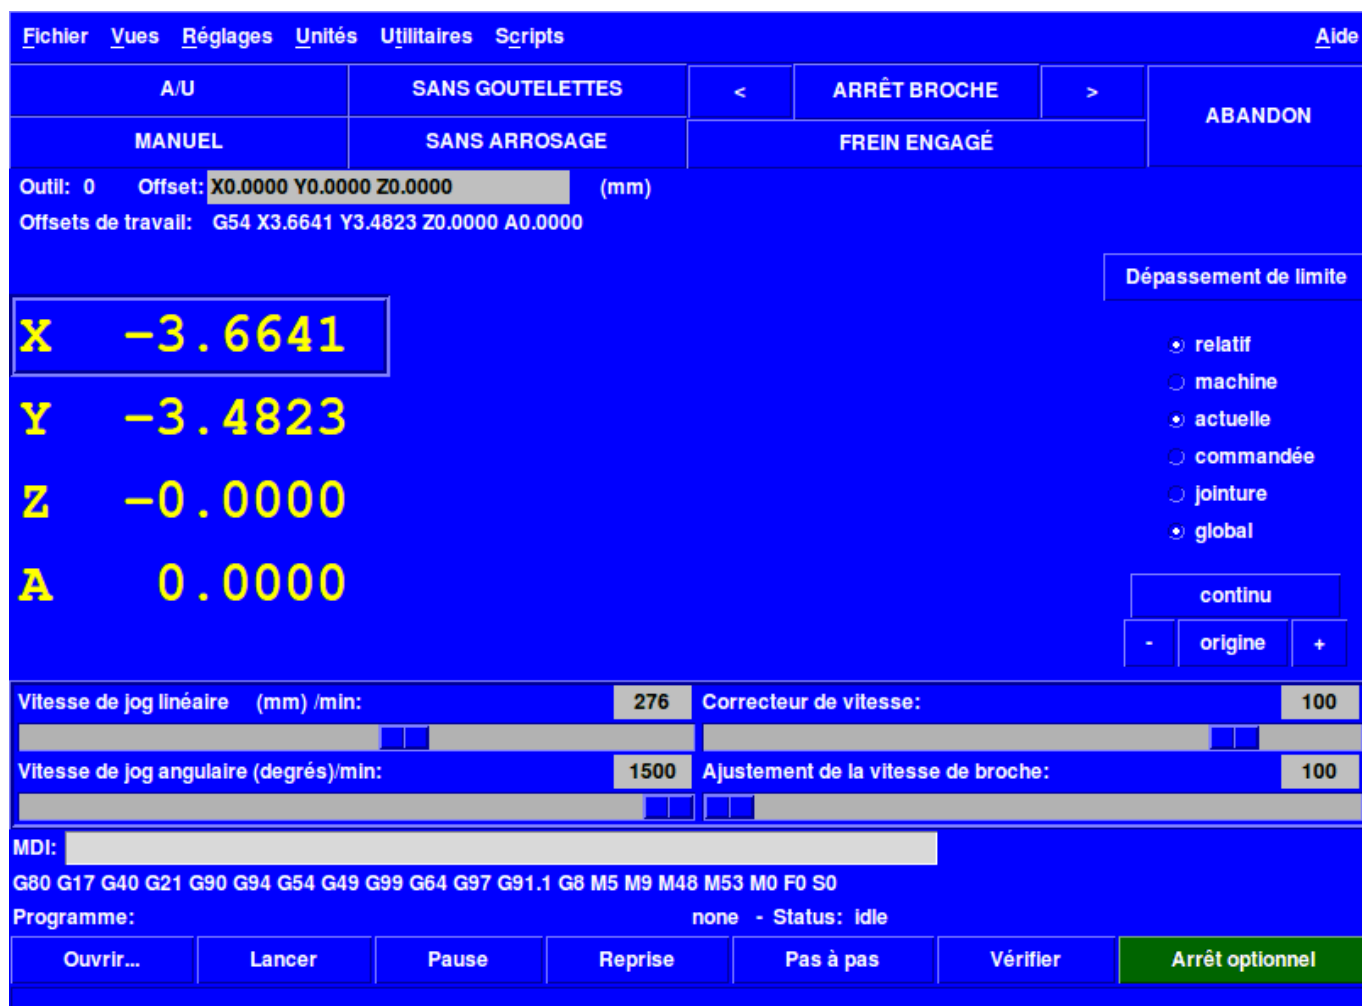 Fichier Vues Réglages Unités Utilitaires Scripts Aide
A/U SANS GOUTELETTES < ARRÊT BROCHE > ABANDON
MANUEL SANS ARROSAGE FREIN ENGAGÉ
Outil: 0 Offset: X0.0000 Y0.0000 Z0.0000 (mm)
Offsets de travail: G54 X3.6641 Y3.4823 Z0.0000 A0.0000
Dépassement de limite
X -3.6641
relatif
machine
Y -3.4823
actuelle
commandée
Z -0.0000
jointure
global
A 0.0000
continu
- origine +
Vitesse de jog linéaire (mm) /min: 276 Correcteur de vitesse: 100
Vitesse de jog angulaire (degrés)/min: 1500 Ajustement de la vitesse de broche: 100
MDI:
G80 G17 G40 G21 G90 G94 G54 G49 G99 G64 G97 G91.1 G8 M5 M9 M48 M53 M0 F0 S0
Programme: none - Status: idle
Ouvrir... Lancer Pause Reprise Pas à pas Vérifier Arrêt optionnel